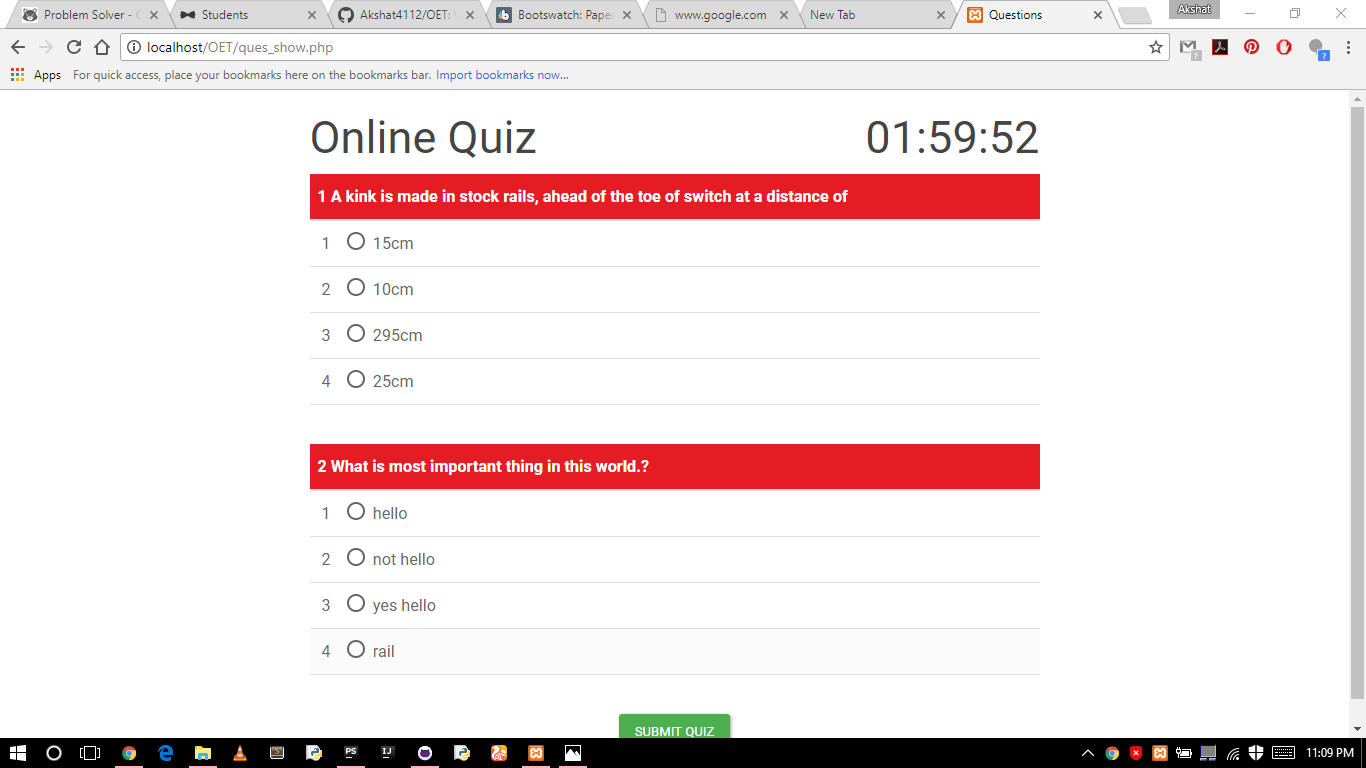 Problem Solver - C
Students
Akshat4112/OET:
Bootswatch: Pape
www.google.com
New Tab
Questions
Akshat
localhost/OET/ques_show.php
Apps For quick access, place your bookmarks here on the bookmarks bar. Import bookmarks now...
Online Quiz 01:59:52
1 A kink is made in stock rails, ahead of the toe of switch at a distance of
1 15cm
2 10cm
3 295cm
4 25cm
2 What is most important thing in this world.?
1 hello
2 not hello
3 yes hello
4 rail
SUBMIT QUIZ
PS IJ
11:09 PM